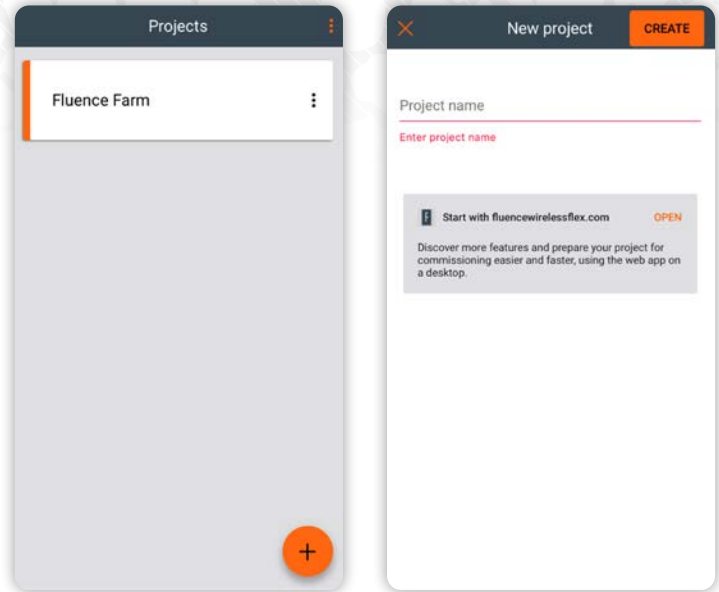 Projects
Fluence Farm
New project
CREATE
Project name
Enter project name
Start with fluencewirelessflex.com
OPEN
Discover more features and prepare your project for
commissioning easier and faster, using the web app on
a desktop.